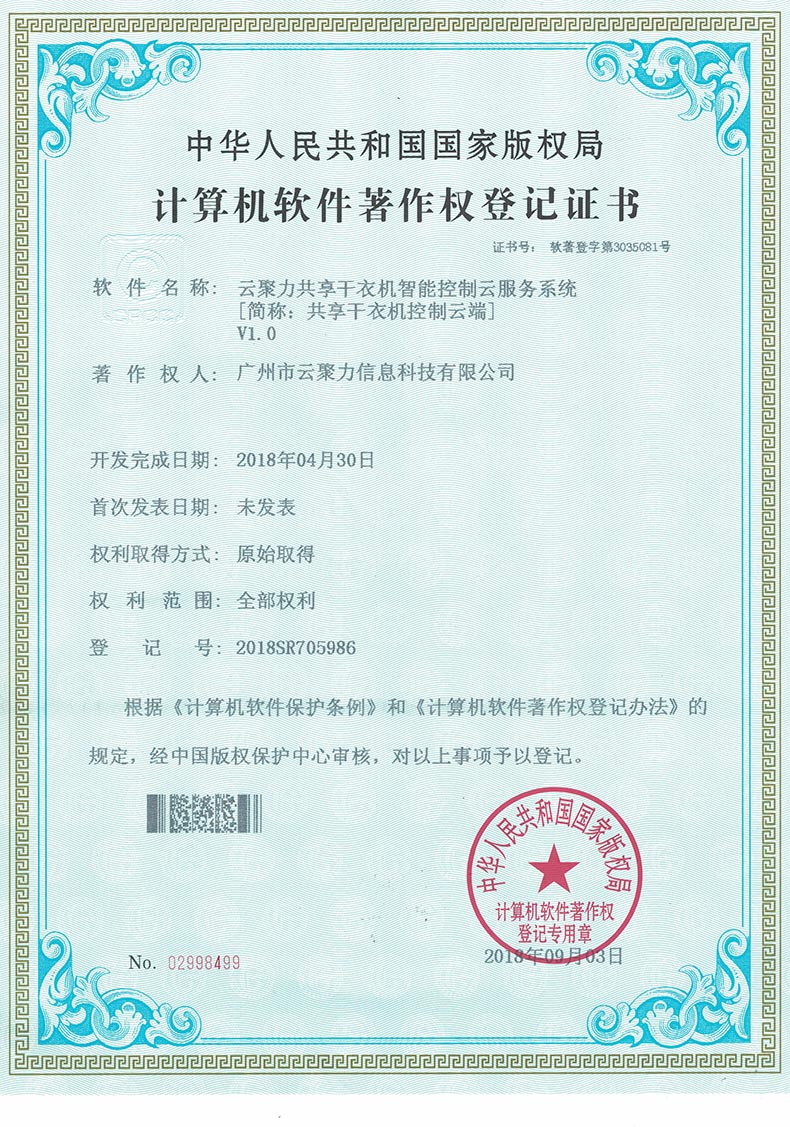 中华人民共和国国家版权局
计算机软件著作权登记证书
证书号： 软著登字第3035081号
软件名称： 云聚力共享干衣机智能控制云服务系统
[简称：共享干衣机控制云端]
V1.0
著作权人： 广州市云聚力信息科技有限公司
开发完成日期： 2018年04月30日
首次发表日期： 未发表
权利取得方式： 原始取得
权利范围： 全部权利
登记号： 2018SR705986
根据《计算机软件保护条例》和《计算机软件著作权登记办法》的
规定，经中国版权保护中心审核，对以上事项予以登记。
中华人民共和国国家版权局
计算机软件著作权
登记专用章
No. 02998499
2018年09月03日